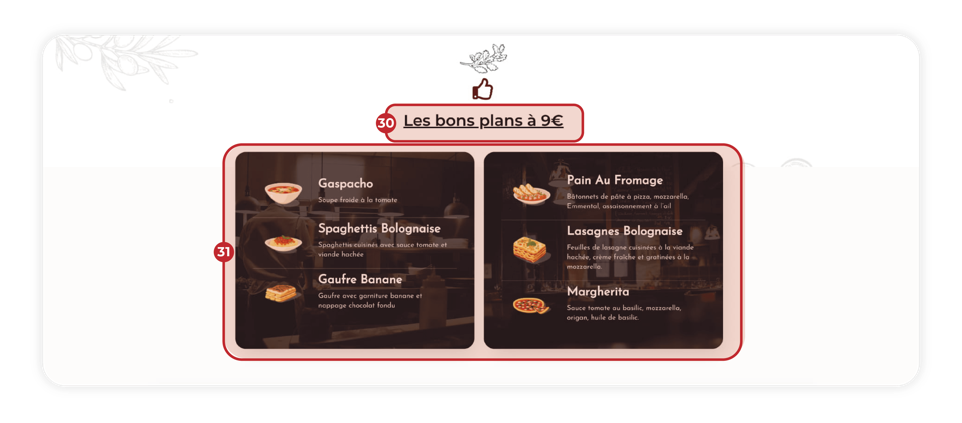 30 Les bons plans à 9€
31
Gaspacho
Soupe froide à la tomate
Spaghettis Bolognaise
Spaghettis cuisinés avec sauce tomate et
viande hachée
Gaufre Banane
Gaufre avec garniture banane et
nappage chocolat fondu
Pain Au Fromage
Bâtonnets de pâte à pizza, mozzarella,
Emmental, assaisonnement à l'ail
Lasagnes Bolognaise
Feuilles de lasagne cuisinées à la viande
hachée, crème fraîche et gratinées à la
mozzarella
Margherita
Sauce tomate au basilic, mozzarella,
origan, huile de basilic.